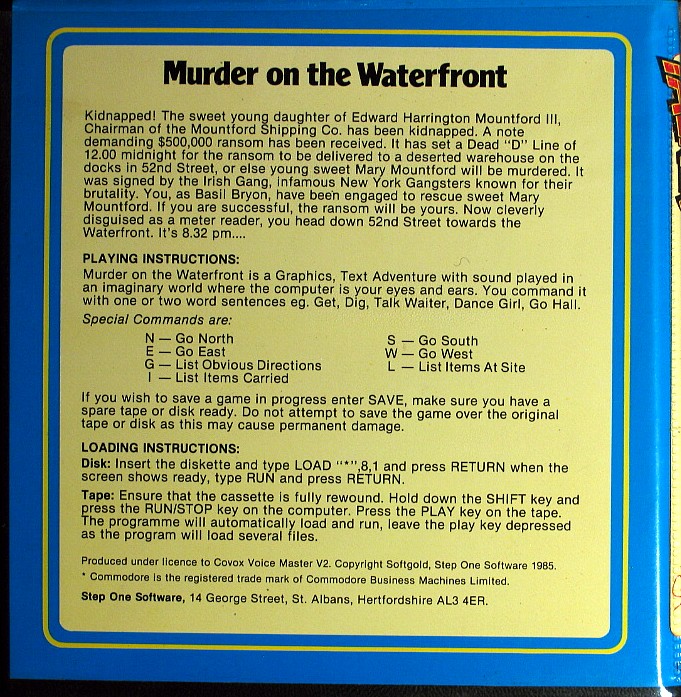 Murder on the Waterfront
Kidnapped! The sweet young daughter of Edward Harrington Mountford III,
Chairman of the Mountford Shipping Co. has been kidnapped. A note
demanding $500,000 ransom has been received. It has set a Dead "D" Line of
12.00 midnight for the ransom to be delivered to a deserted warehouse on the
docks in 52nd Street, or else young sweet Mary Mountford will be murdered. It
was signed by the Irish Gang, infamous New York Gangsters known for their
brutality. You, as Basil Bryon, have been engaged to rescue sweet Mary
Mountford. If you are successful, the ransom will be yours. Now cleverly
disguised as a meter reader, you head down 52nd Street towards the
Waterfront. It's 8.32 pm....
PLAYING INSTRUCTIONS:
Murder on the Waterfront is a Graphics, Text Adventure with sound played in
an imaginary world where the computer is your eyes and ears. You command it
with one or two word sentences eg. Get, Dig, Talk Waiter, Dance Girl, Go Hall.
Special Commands are:
N — Go North
E — Go East
G — List Obvious Directions
I — List Items Carried
S — Go South
W — Go West
L — List Items At Site
If you wish to save a game in progress enter SAVE, make sure you have a
spare tape or disk ready. Do not attempt to save the game over the original
tape or disk as this may cause permanent damage.
LOADING INSTRUCTIONS:
Disk: Insert the diskette and type LOAD "*",8,1 and press RETURN when the
screen shows ready, type RUN and press RETURN.
Tape: Ensure that the cassette is fully rewound. Hold down the SHIFT key and
press the RUN/STOP key on the computer. Press the PLAY key on the tape.
The programme will automatically load and run, leave the play key depressed
as the program will load several files.
Produced under licence to Covox Voice Master V2. Copyright Softgold, Step One Software 1985.
* Commodore is the registered trade mark of Commodore Business Machines Limited.
Step One Software, 14 George Street, St. Albans, Hertfordshire AL3 4ER.